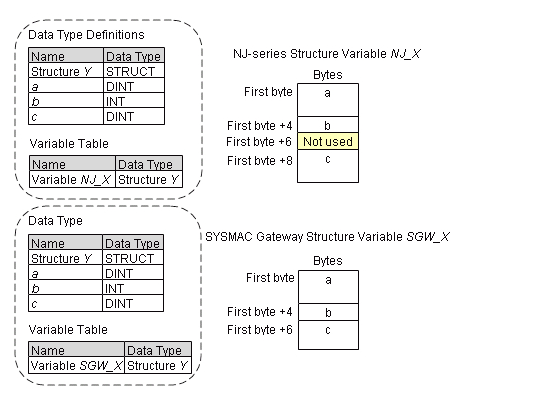 Data Type Definitions
Name Data Type
Structure Y STRUCT
a DINT
b INT
c DINT
Variable Table
Name Data Type
Variable NJ_X Structure Y
NJ-series Structure Variable NJ_X
Bytes
First byte a
First byte +4 b
First byte +6 Not used
First byte +8 c
Data Type
Name Data Type
Structure Y STRUCT
a DINT
b INT
c DINT
Variable Table
Name Data Type
Variable SGW_X Structure Y
SYSMAC Gateway Structure Variable SGW_X
Bytes
First byte a
First byte +4 b
First byte +6 c